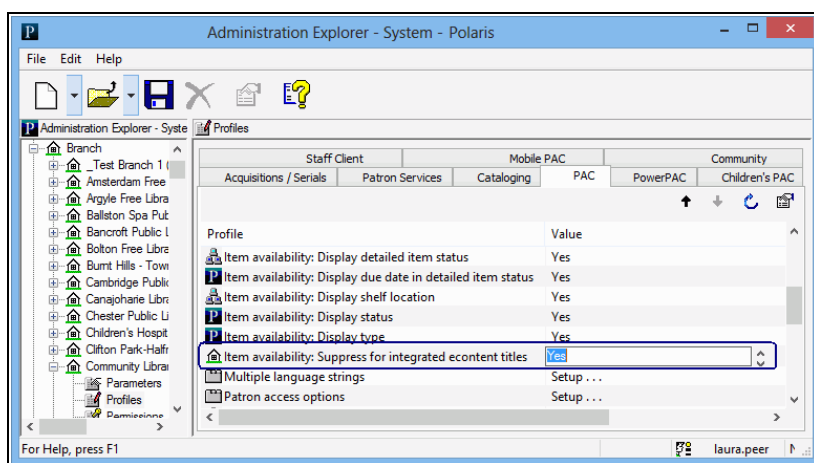 P Administration Explorer - System - Polaris
File Edit Help
P Administration Explorer - Syste
Profiles
Branch
_Test Branch 1 (
Amsterdam Free
Argyle Free Libra
Ballston Spa Pub
Bancroft Public L
Bolton Free Libra
Burnt Hills - Town
Cambridge Public
Canajoharie Libra
Chester Public Li
Children's Hospit
Clifton Park-Halfm
Community Librar
Parameters
Profiles
Permissions
Staff Client Mobile PAC Community
Acquisitions / Serials Patron Services Cataloging PAC PowerPAC Children's PAC
Profile Value
Item availability: Display detailed item status Yes
P Item availability: Display due date in detailed item status Yes
Item availability: Display shelf location Yes
P Item availability: Display status Yes
P Item availability: Display type Yes
Item availability: Suppress for integrated econtent titles Yes
Multiple language strings Setup . . .
Patron access options Setup . . .
For Help, press F1 laura.peer